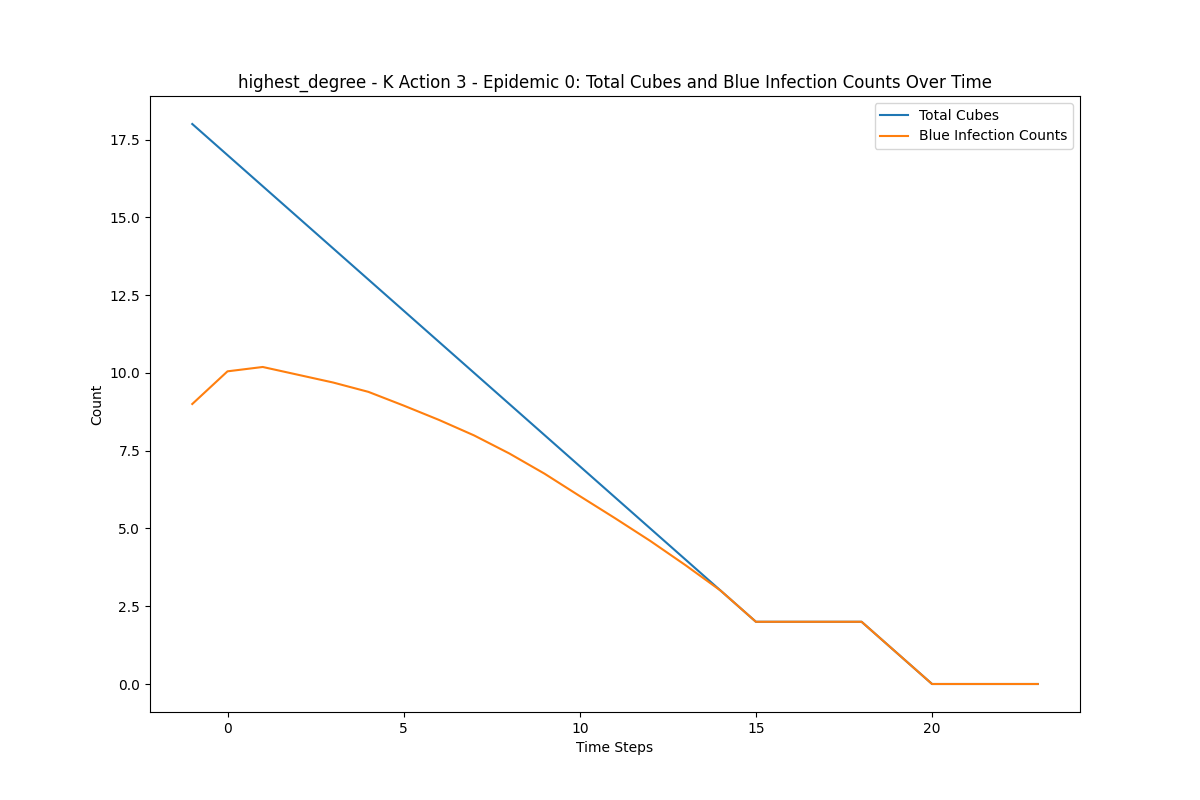 highest_degree - K Action 3 - Epidemic 0: Total Cubes and Blue Infection Counts Over Time
Total Cubes
Blue Infection Counts
17.5
15.0
12.5
10.0
7.5
5.0
2.5
0.0
Count
0 5 10 15 20
Time Steps